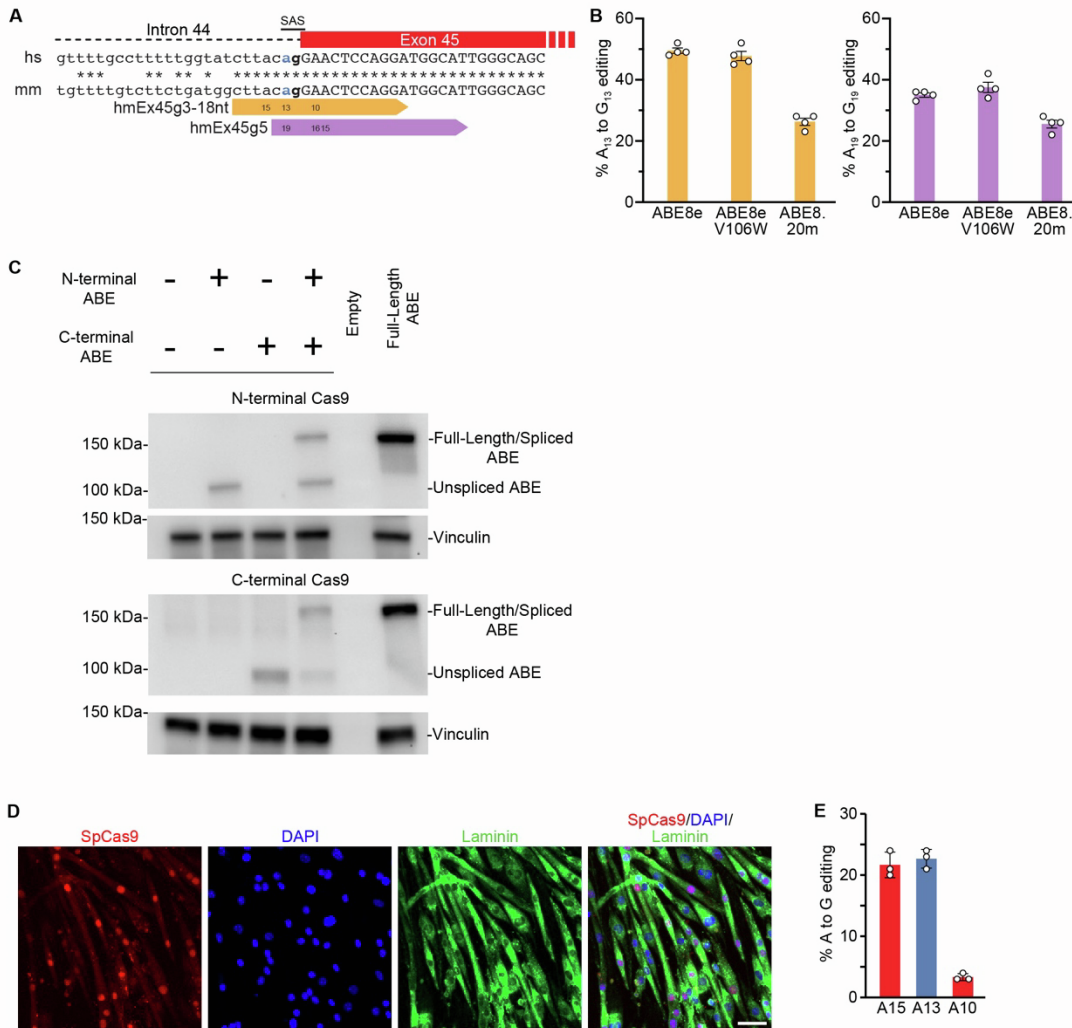 A
Intron 44
SAS
Exon 45
hs gttttgcctttttggtatcttacagGAACTCCAGGATGGCATTGGGCAGC
mm tgttttgtccttctgatggcttacagGAACTCCAGGATGGCATTGGGCAGC
hmEx45g3-18nt 15 13 10
hmEx45g5 19 1615
B
% A13 to G13 editing
60
40
20
0
ABE8e
ABE8e V106W
ABE8. 20m
% A19 to G19 editing
60
40
20
0
ABE8e
ABE8e V106W
ABE8. 20m
C
N-terminal ABE - + - +
C-terminal ABE - - + +
Empty
Full-Length ABE
N-terminal Cas9
150 kDa-
100 kDa-
-Full-Length/Spliced
ABE
-Unspliced ABE
150 kDa-
-Vinculin
C-terminal Cas9
150 kDa-
100 kDa-
-Full-Length/Spliced
ABE
-Unspliced ABE
150 kDa-
-Vinculin
D
SpCas9
DAPI
Laminin
SpCas9/DAPI/
Laminin
E
% A to G editing
30
20
10
0
A15 A13 A10